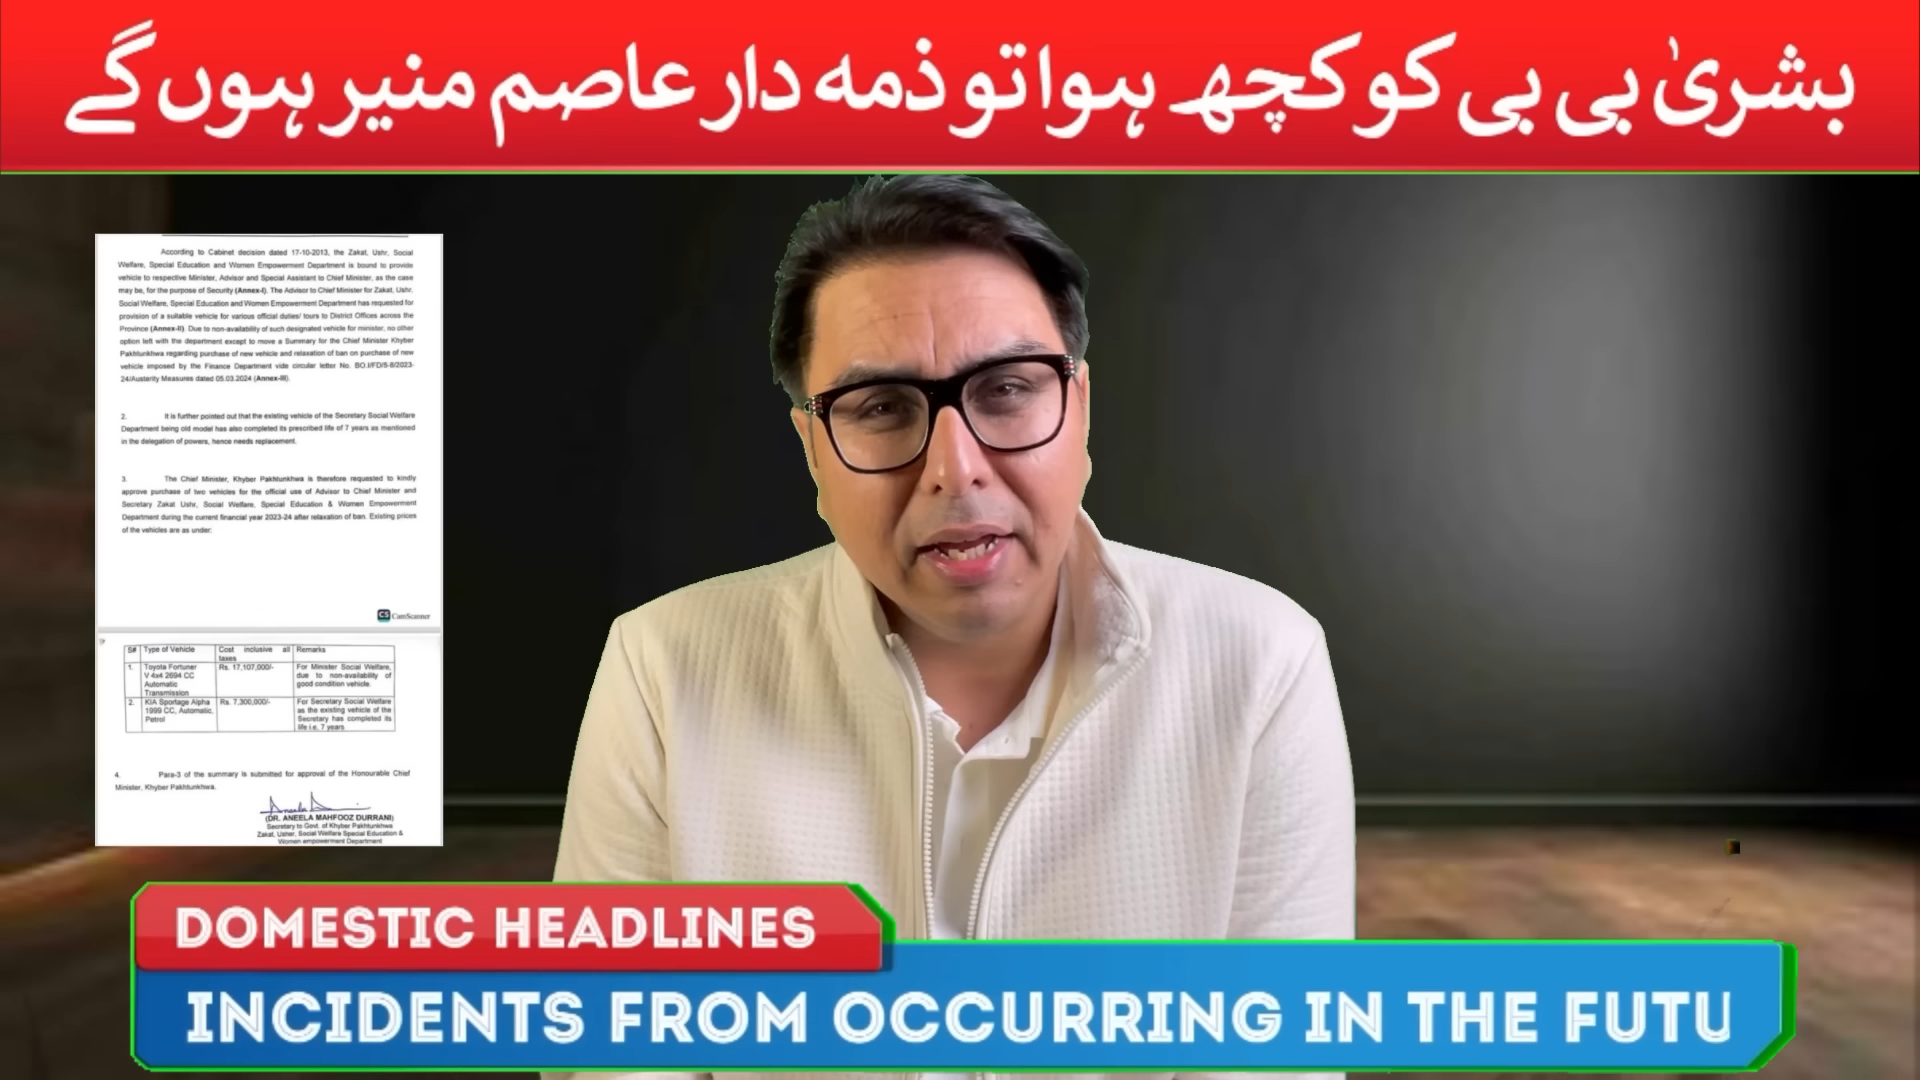 بشریٰ بی بی کو کچھ ہوا تو ذمہ دار عاصم منیر ہوں گے
According to Cabinet decision dated 17-10-2013, the Zakat, Ushr, Social
Welfare, Special Education and Women Empowerment Department is bound to provide
vehicle to respective Minister, Advisor and Special Assistant to Chief Minister, as the case
may be, for the purpose of Security (Annex-I). The Advisor to Chief Minister for Zakat, Ushr,
Social Welfare, Special Education and Women Empowerment Department has requested for
provision of a suitable vehicle for various official duties/ tours to District Offices across the
Province (Annex-II). Due to non-availability of such designated vehicle for minister, no other
option left with the department except to move a Summary for the Chief Minister Khyber
Pakhtunkhwa regarding purchase of new vehicle and relaxation of ban on purchase of new
vehicle imposed by the Finance Department vide circular letter No. BO.I/FD/5-8/2023-
24/Austerity Measures dated 05.03.2024 (Annex-III).
2. It is further pointed out that the existing vehicle of the Secretary Social Welfare
Department being old model has also completed its prescribed life of 7 years as mentioned
in the delegation of powers, hence needs replacement.
3. The Chief Minister, Khyber Pakhtunkhwa is therefore requested to kindly
approve purchase of two vehicles for the official use of Advisor to Chief Minister and
Secretary Zakat Ushr, Social Welfare, Special Education & Women Empowerment
Department during the current financial year 2023-24 after relaxation of ban. Existing prices
of the vehicles are as under:
CS CamScanner
S# Type of Vehicle Cost inclusive all taxes Remarks
1. Toyota Fortuner V 4x4 2694 CC Automatic Transmission Rs. 17,107,000/- For Minister Social Welfare, due to non-availability of good condition vehicle.
2. KIA Sportage Alpha 1999 CC, Automatic, Petrol Rs. 7,300,000/- For Secretary Social Welfare as the existing vehicle of the Secretary has completed its life i.e, 7 years
4. Para-3 of the summary is submitted for approval of the Honourable Chief
Minister, Khyber Pakhtunkhwa.
(DR. ANEELA MAHFOOZ DURRANI)
Secretary to Govt. of Khyber Pakhtunkhwa
Zakat, Usher, Social Welfare Special Education &
Women empowerment Department
DOMESTIC HEADLINES
INCIDENTS FROM OCCURRING IN THE FUTU